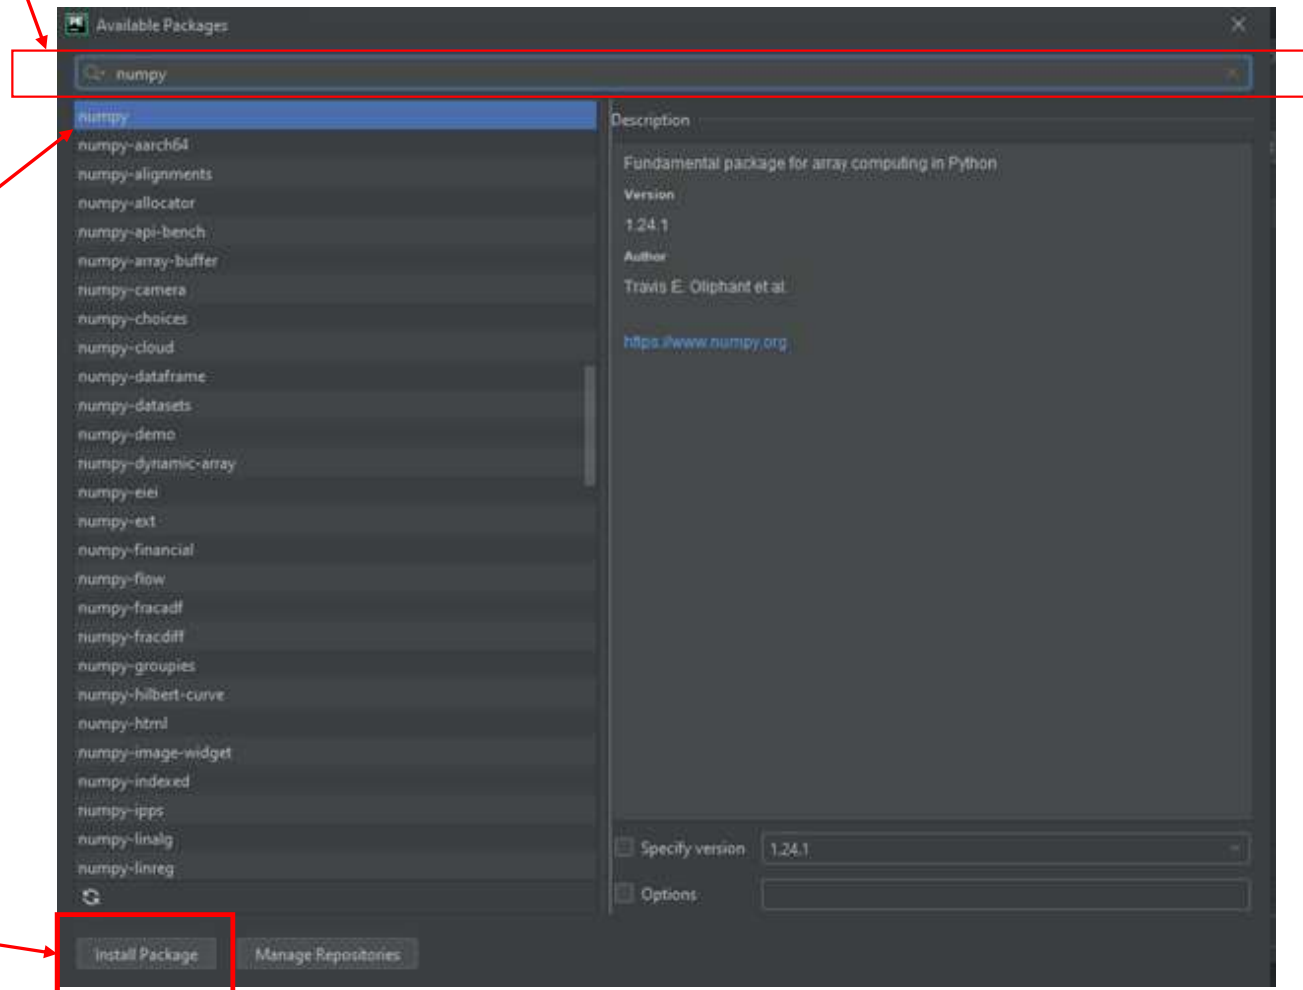 Available Packages
numpy
numpy
numpy-aarch64
numpy-alignments
numpy-allocator
numpy-api-bench
numpy-array-buffer
numpy-camera
numpy-choices
numpy-cloud
numpy-dataframe
numpy-datasets
numpy-demo
numpy-dynamic-array
numpy-eiei
numpy-ext
numpy-financial
numpy-flow
numpy-fracadf
numpy-fracdiff
numpy-groupies
numpy-hilbert-curve
numpy-html
numpy-image-widget
numpy-indexed
numpy-ipps
numpy-linalg
numpy-linreg
Description
Fundamental package for array computing in Python
Version
1.24.1
Author
Travis E. Oliphant et al.
https://www.numpy.org
Specify version 1.24.1
Options
Install Package Manage Repositories